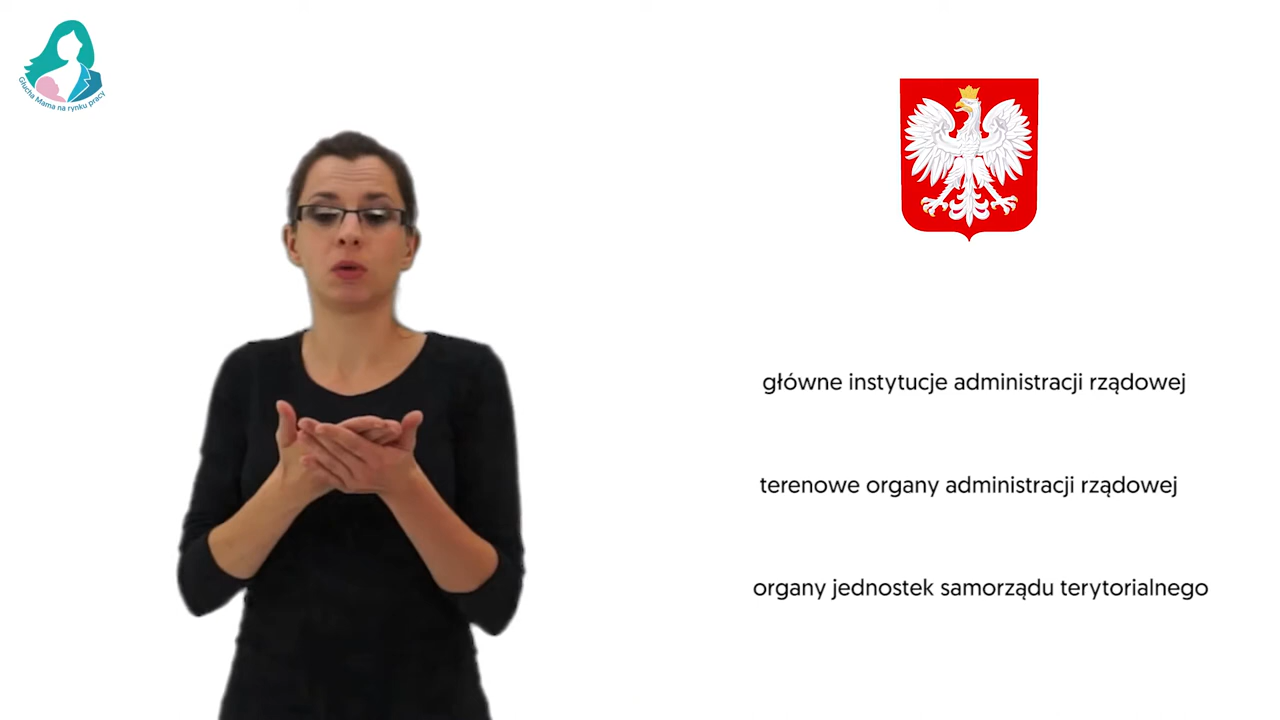 Głucha Mama na rynku pracy
główne instytucje administracji rządowej
terenowe organy administracji rządowej
organy jednostek samorządu terytorialnego